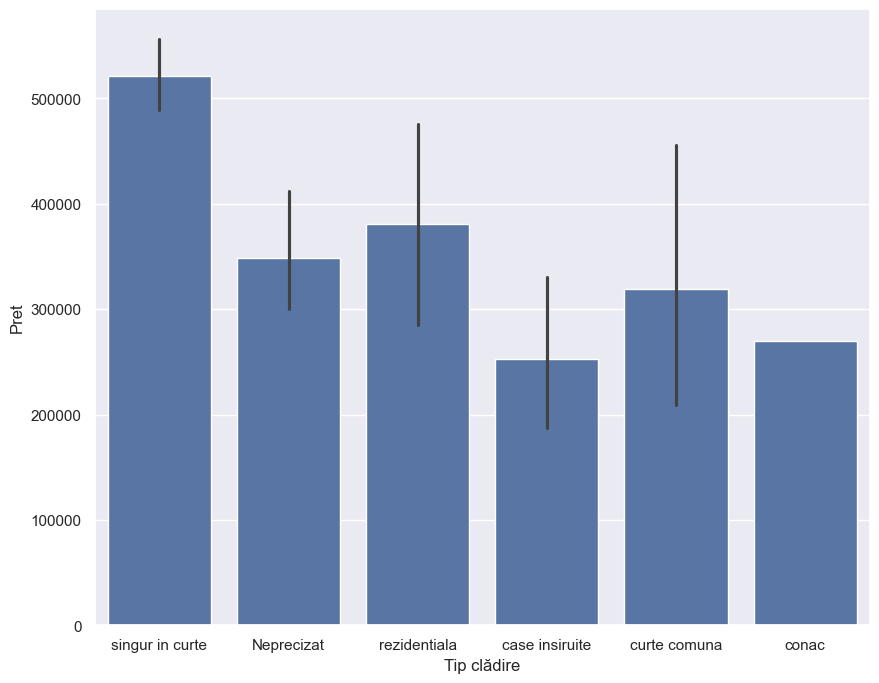 Pret
500000
400000
300000
200000
100000
0
singur in curte Neprecizat rezidentiala case insiruite curte comuna conac
Tip clădire